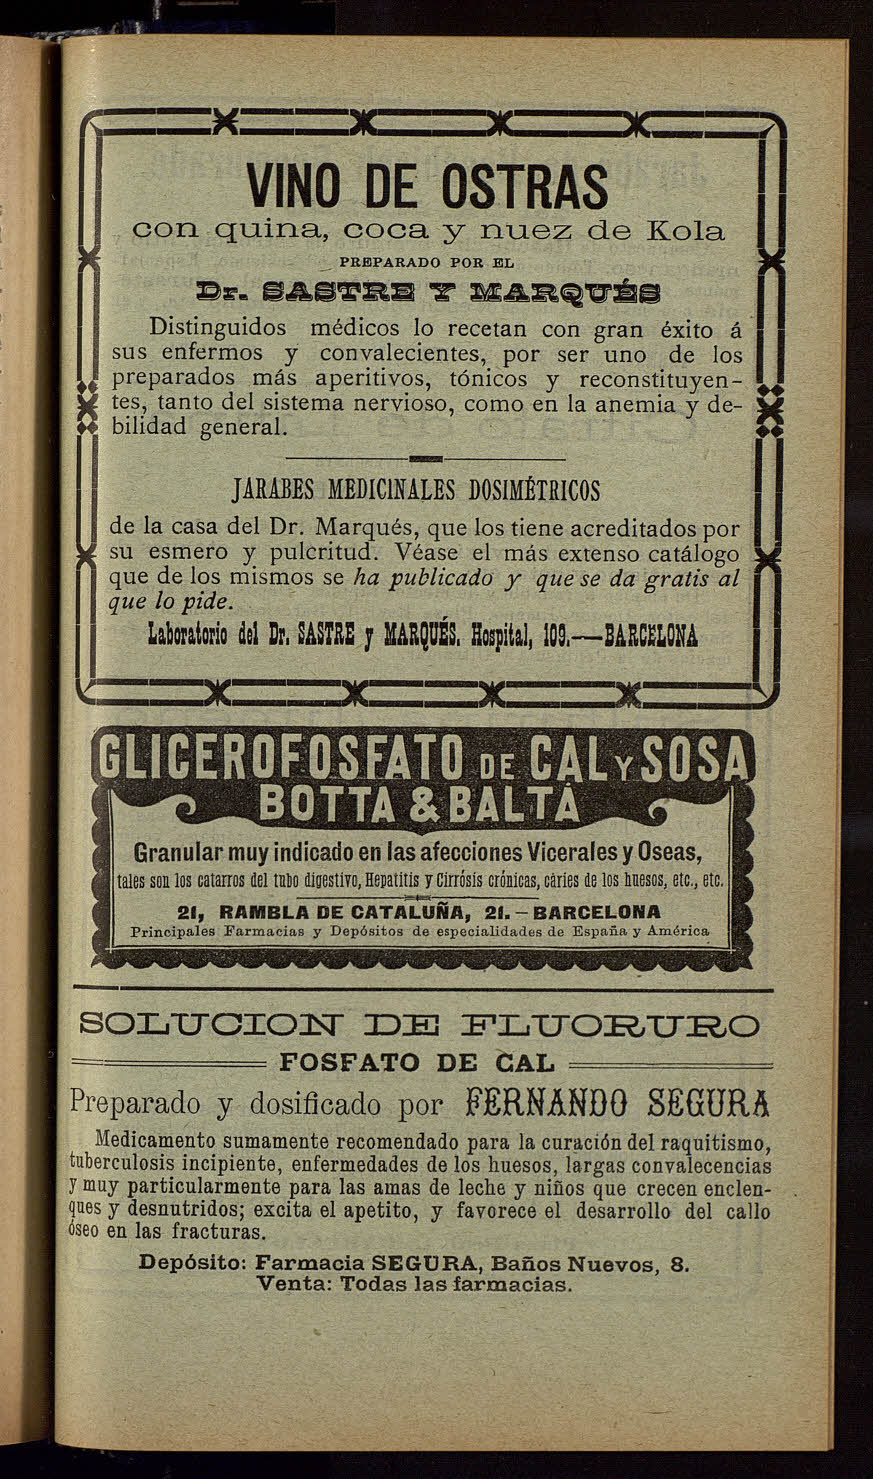 VINO DE OSTRAS
con quina, coca y nuez de Kola
PREPARADO POR EL
Dr. SASTRE Y MARQUÉS
Distinguidos médicos lo recetan con gran éxito á
sus enfermos y convalecientes, por ser uno de los
preparados más aperitivos, tónicos y reconstituyen-
tes, tanto del sistema nervioso, como en la anemia y de-
bilidad general.
JARABES MEDICINALES DOSIMÉTRICOS
de la casa del Dr. Marqués, que los tiene acreditados por
su esmero y pulcritud. Véase el más extenso catálogo
que de los mismos se ha publicado y que se da gratis al
que lo pide.
Laboratorio del Dr. SASTRE y MARQUÉS. Hospital, 109.—BARCELONA
GLICEROFOSFATO DE CAL Y SOSA
BOTTA & BALTÁ
Granular muy indicado en las afecciones Vicerales y Oseas,
tales son los catarros del tubo digestivo, Hepatitis y Cirrósis crónicas, cáries de los huesos, etc., etc.
21, RAMBLA DE CATALUÑA, 21.—BARCELONA
Principales Farmacias y Depósitos de especialidades de España y América
SOLUCION DE FLUORURO
FOSFATO DE CAL
Preparado y dosificado por FERNANDO SEGURA
Medicamento sumamente recomendado para la curación del raquitismo,
tuberculosis incipiente, enfermedades de los huesos, largas convalecencias
y muy particularmente para las amas de leche y niños que crecen enclen-
ques y desnutridos; excita el apetito, y favorece el desarrollo del callo
óseo en las fracturas.
Depósito: Farmacia SEGURA, Baños Nuevos, 8.
Venta: Todas las farmacias.